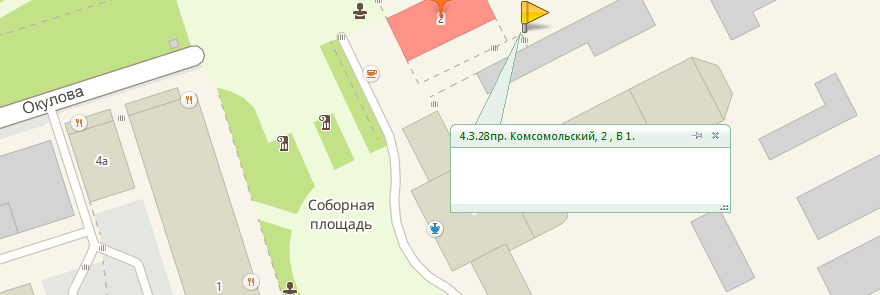 2
Окулова
4.3.28пр. Комсомольский, 2 , В 1.
4а
Соборная
площадь
1